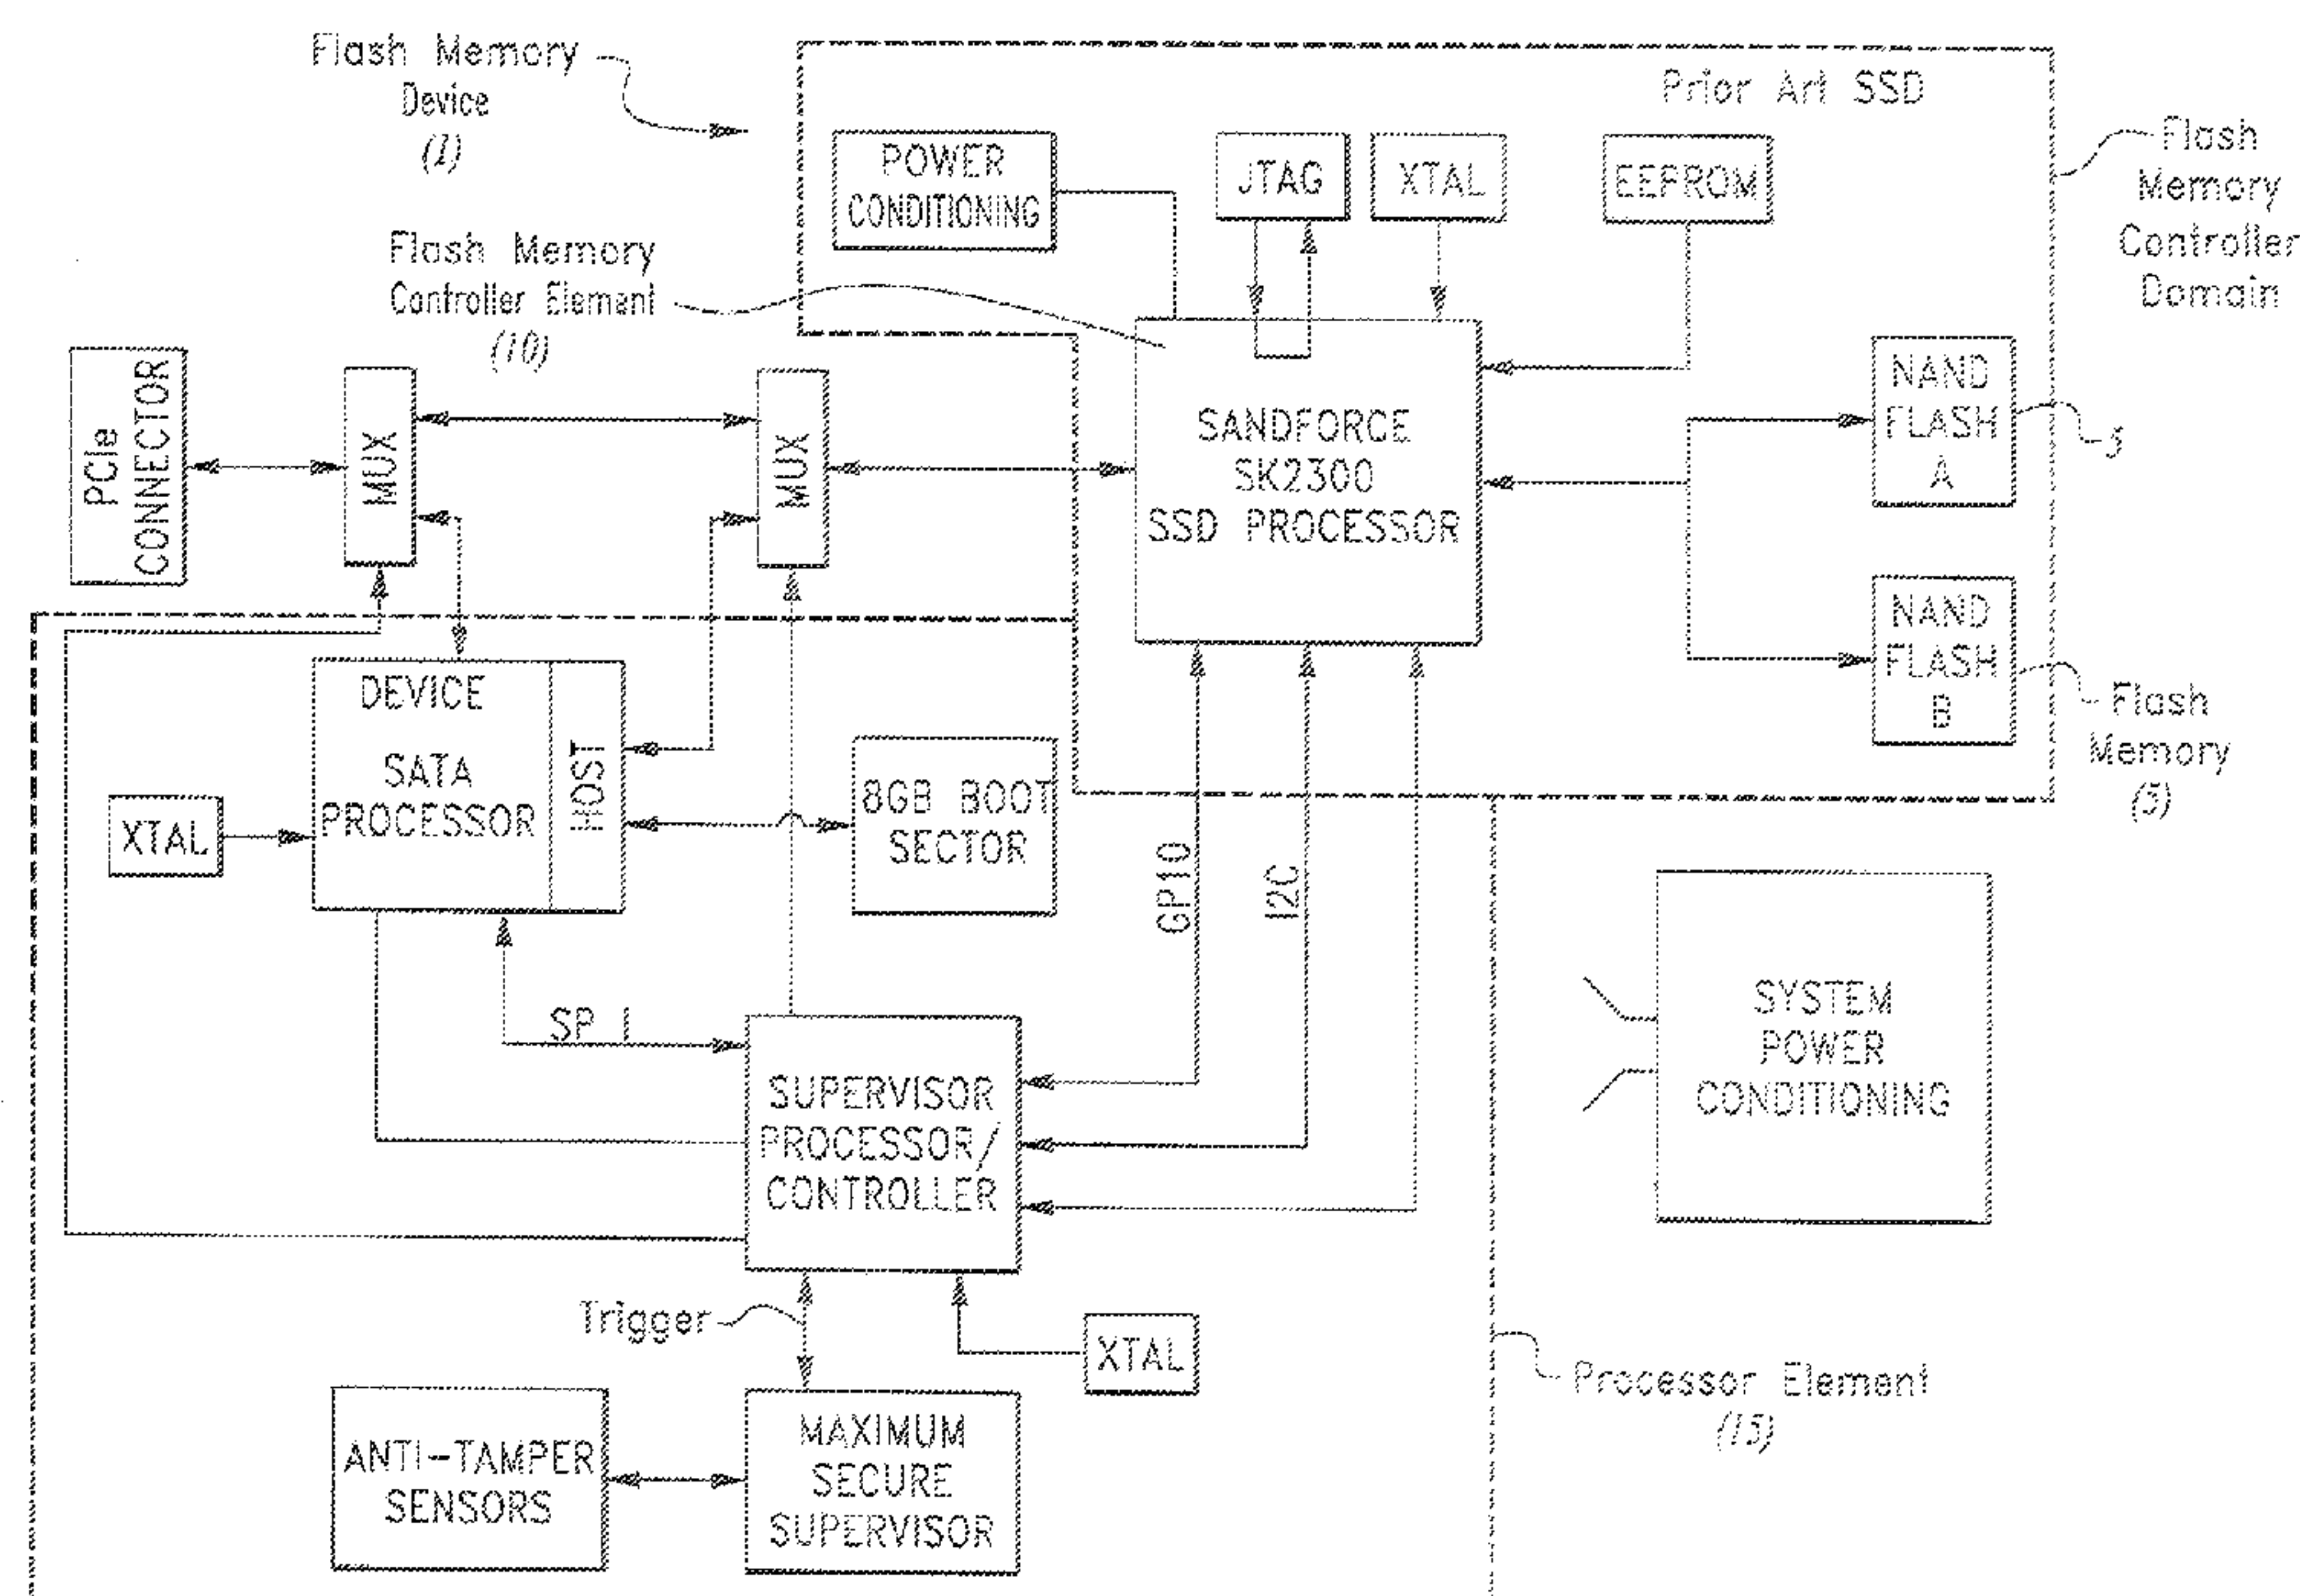 Flash Memory
Device
(1)
Prior Art SSD
Flash
Memory
Controller
Domain
POWER
CONDITIONING
JTAG
XTAL
EEPROM
Flash Memory
Controller Element
(10)
PCIe
CONNECTOR
MUX
MUX
SANDFORCE
SK2300
SSD PROCESSOR
NAND
FLASH
A
5
NAND
FLASH
B
Flash
Memory
(5)
DEVICE
SATA
PROCESSOR
HOST
XTAL
8GB BOOT
SECTOR
GPIO
I2C
SYSTEM
POWER
CONDITIONING
SP I
SUPERVISOR
PROCESSOR/
CONTROLLER
Trigger
XTAL
Processor Element
(15)
ANTI-TAMPER
SENSORS
MAXIMUM
SECURE
SUPERVISOR